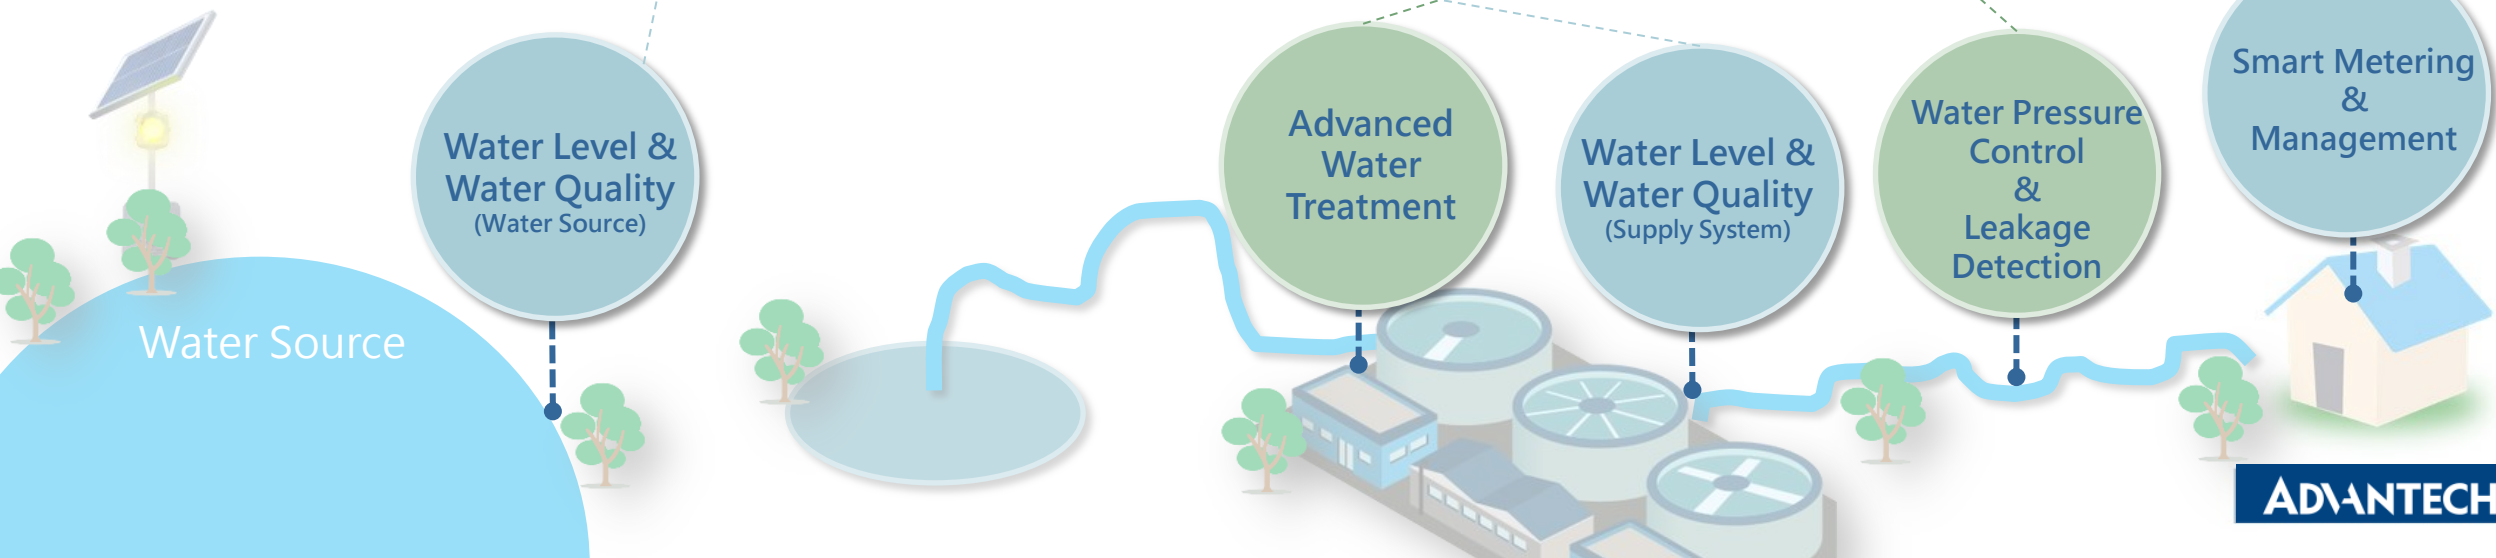 Water Source
Water Level &
Water Quality
(Water Source)
Advanced
Water
Treatment
Water Level &
Water Quality
(Supply System)
Water Pressure
Control
&
Leakage
Detection
Smart Metering
&
Management
ADVANTECH